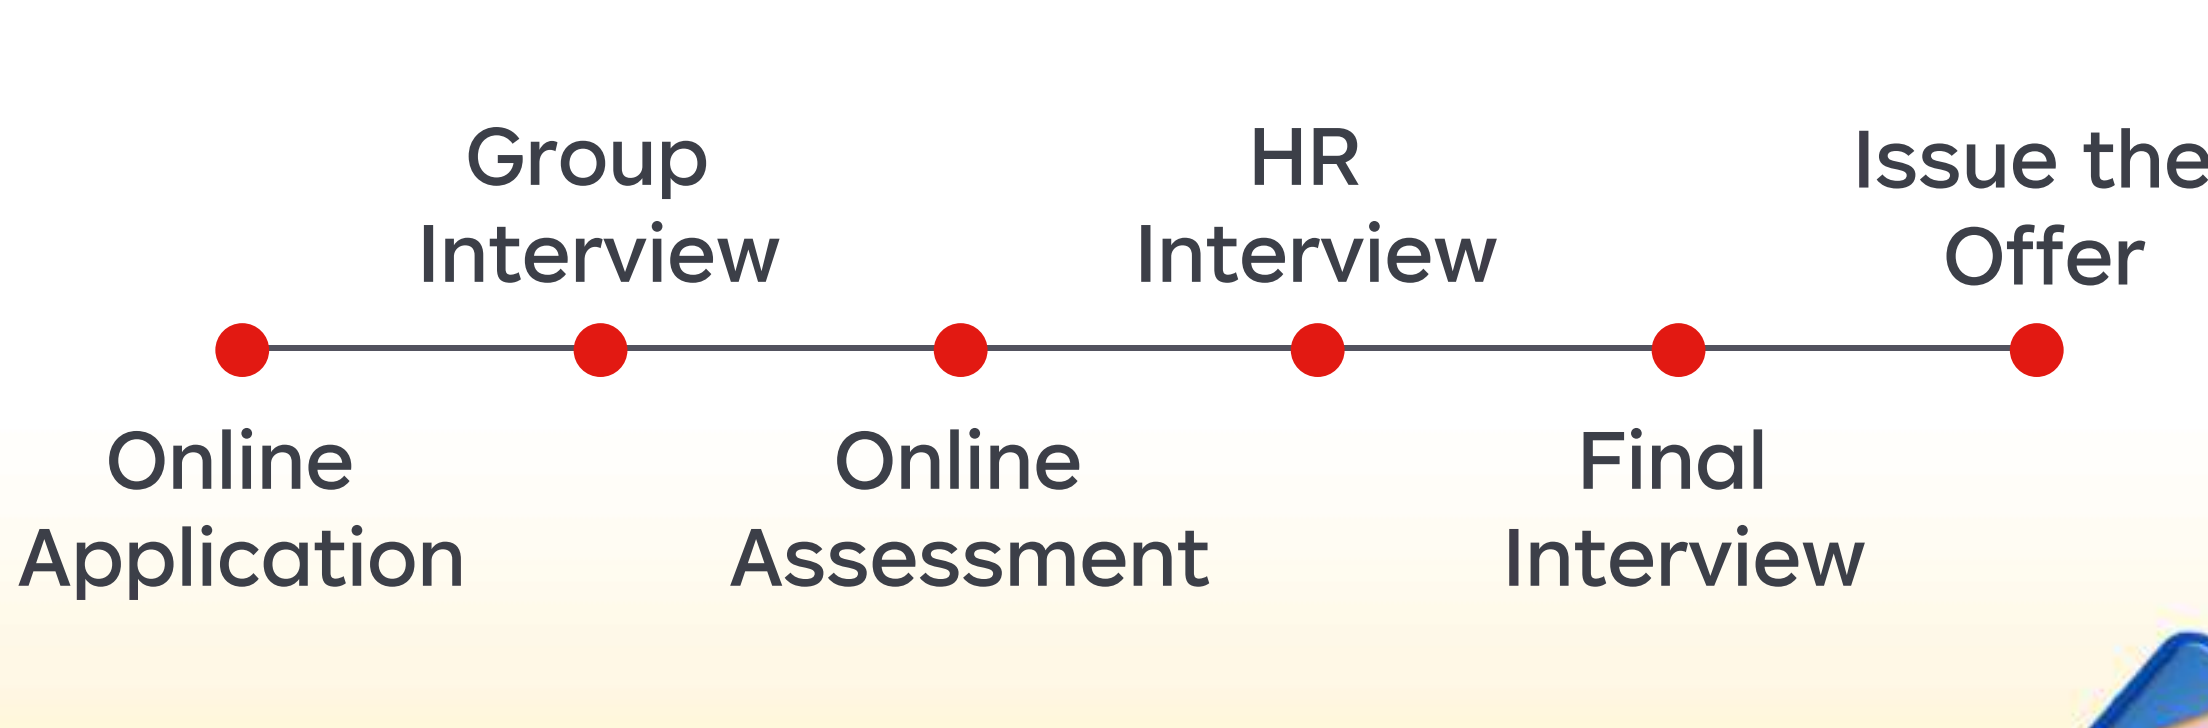 Online
Application
Group
Interview
Online
Assessment
HR
Interview
Final
Interview
Issue the
Offer